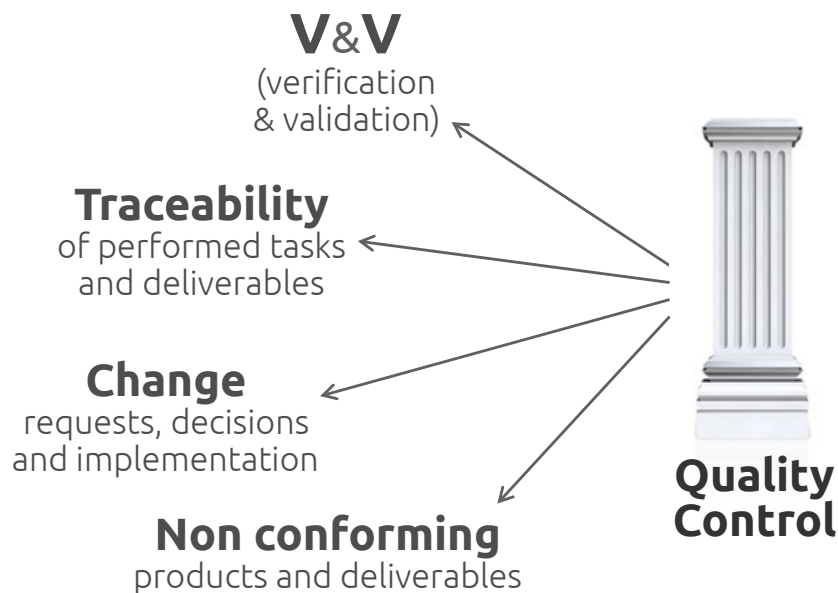 V&V
(verification
& validation)
Traceability
of performed tasks
and deliverables
Change
requests, decisions
and implementation
Non conforming
products and deliverables
Quality
Control